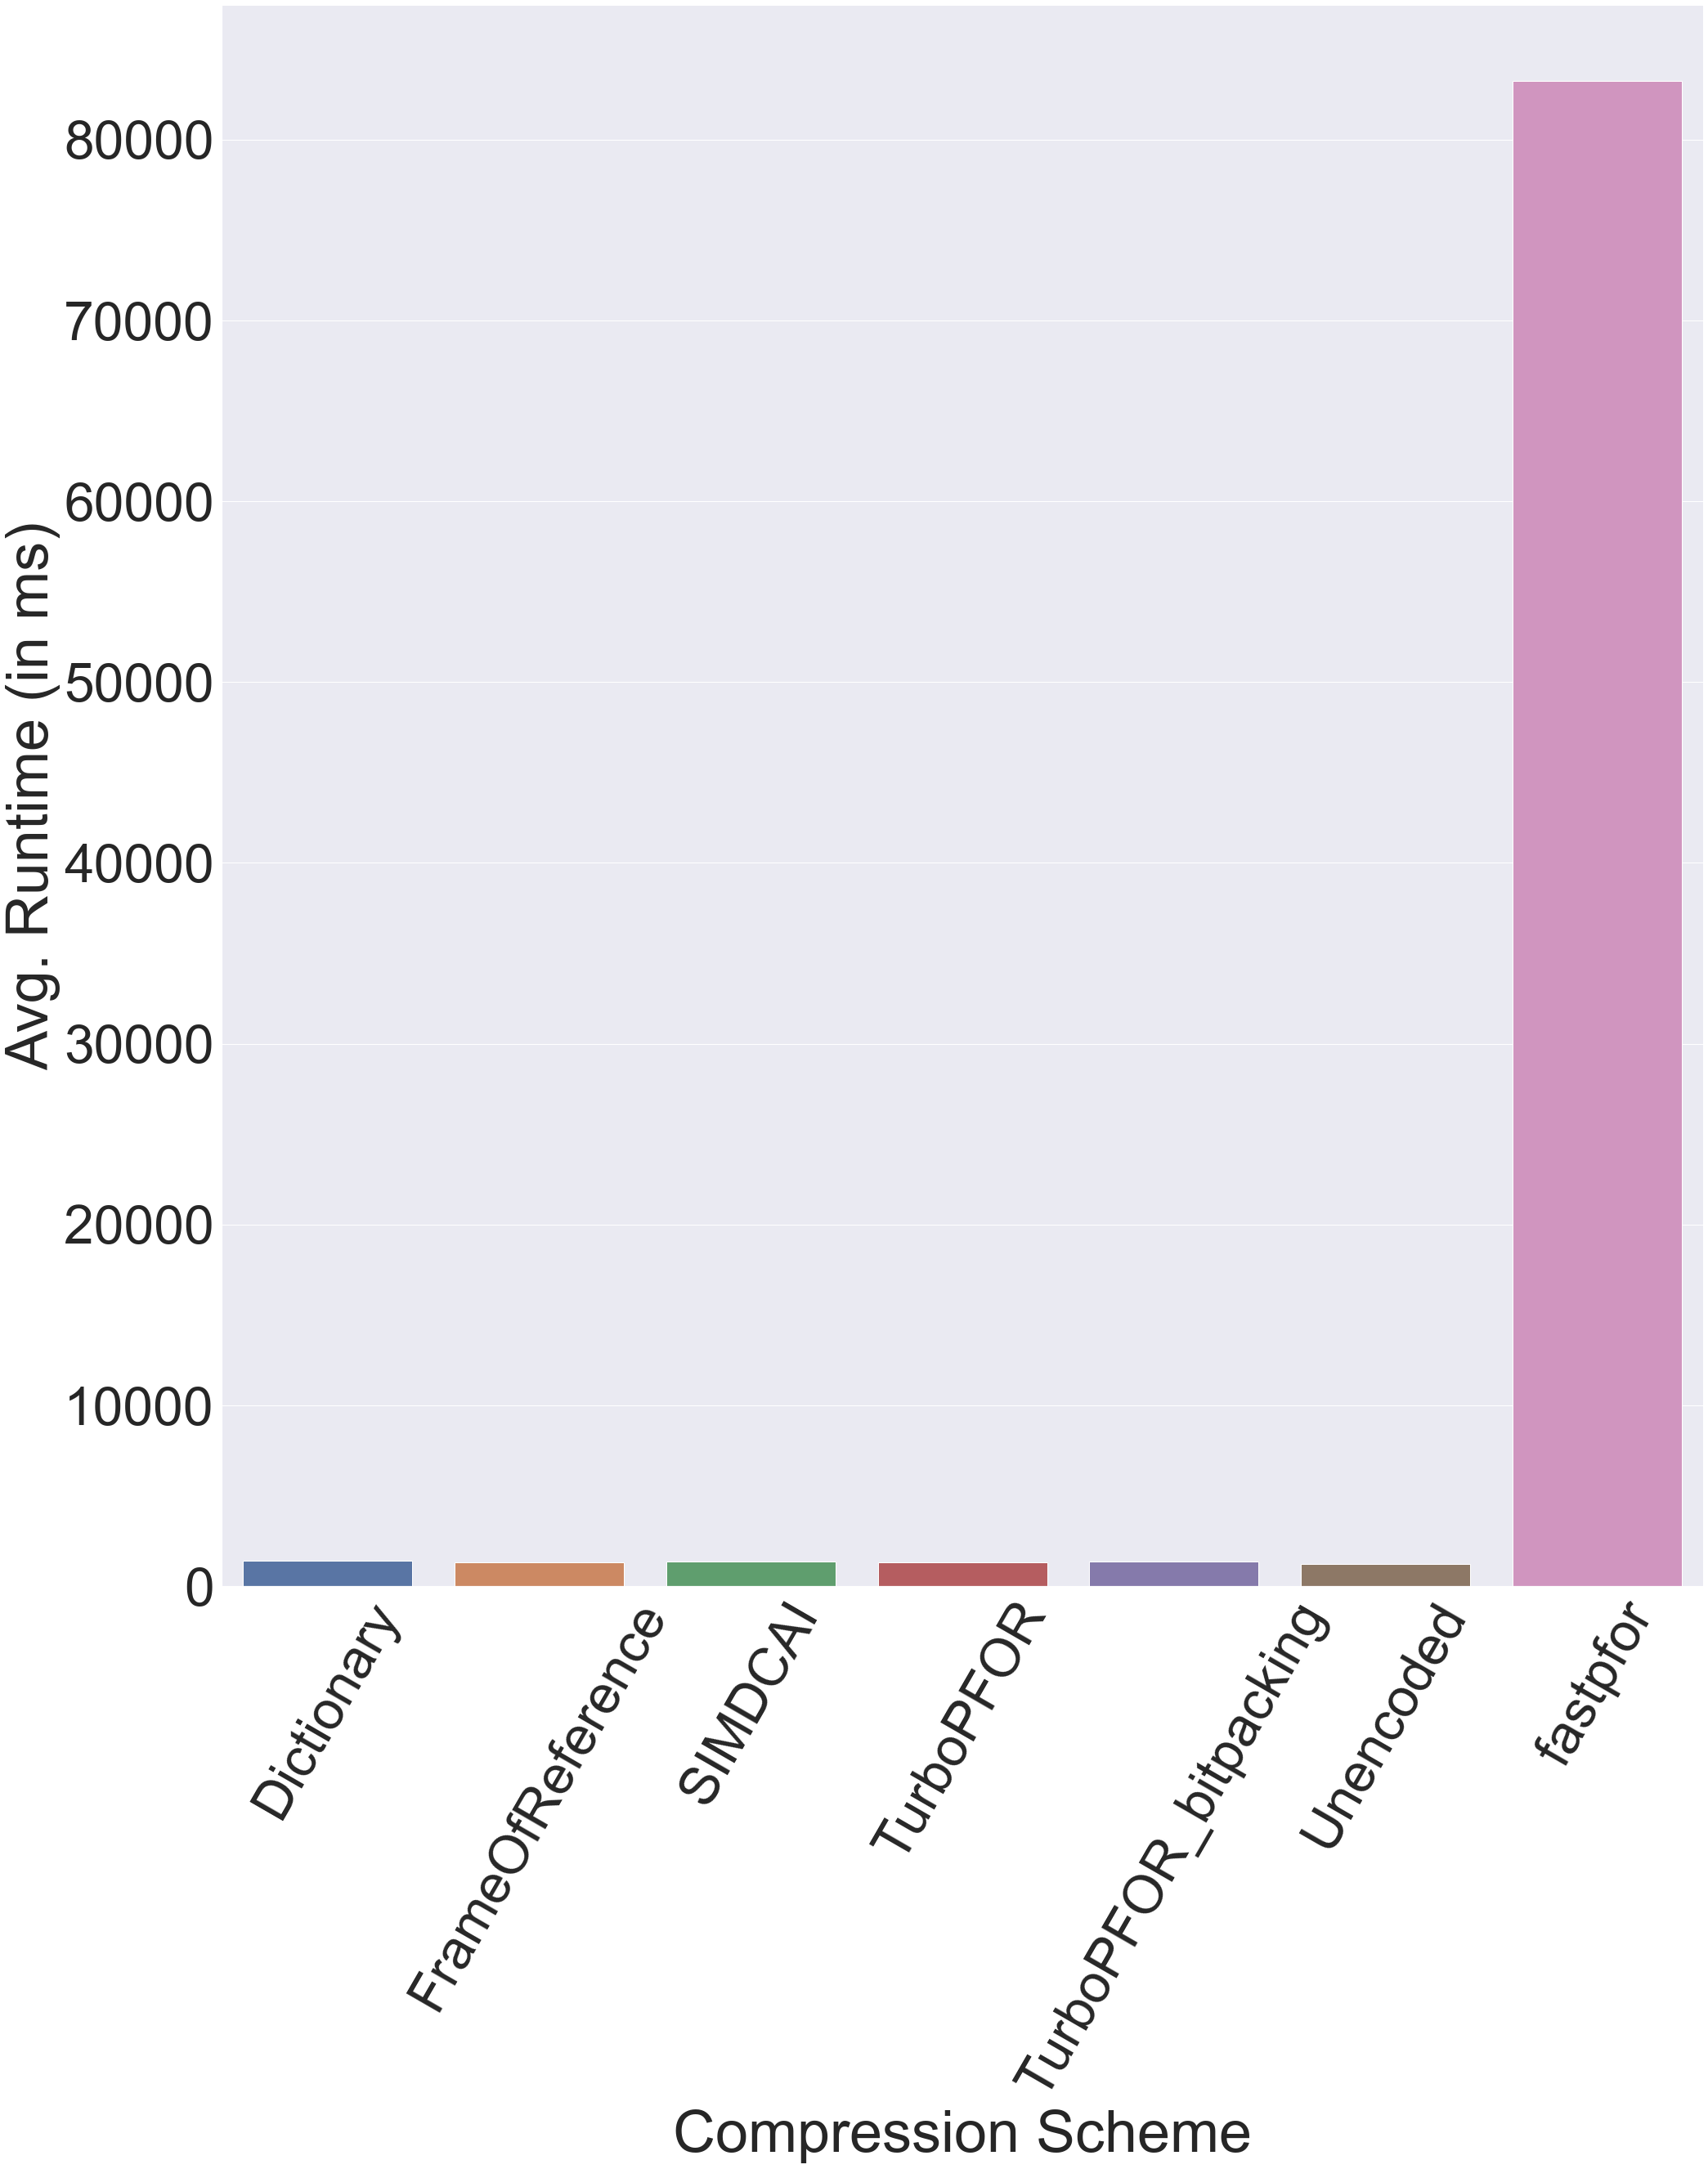 80000
70000
60000
50000
40000
30000
20000
10000
0
Avg. Runtime (in ms)
Dictionary
FrameOfReference
SIMDCAI
TurboPFOR
TurboPFOR_bitpacking
Unencoded
fastpfor
Compression Scheme